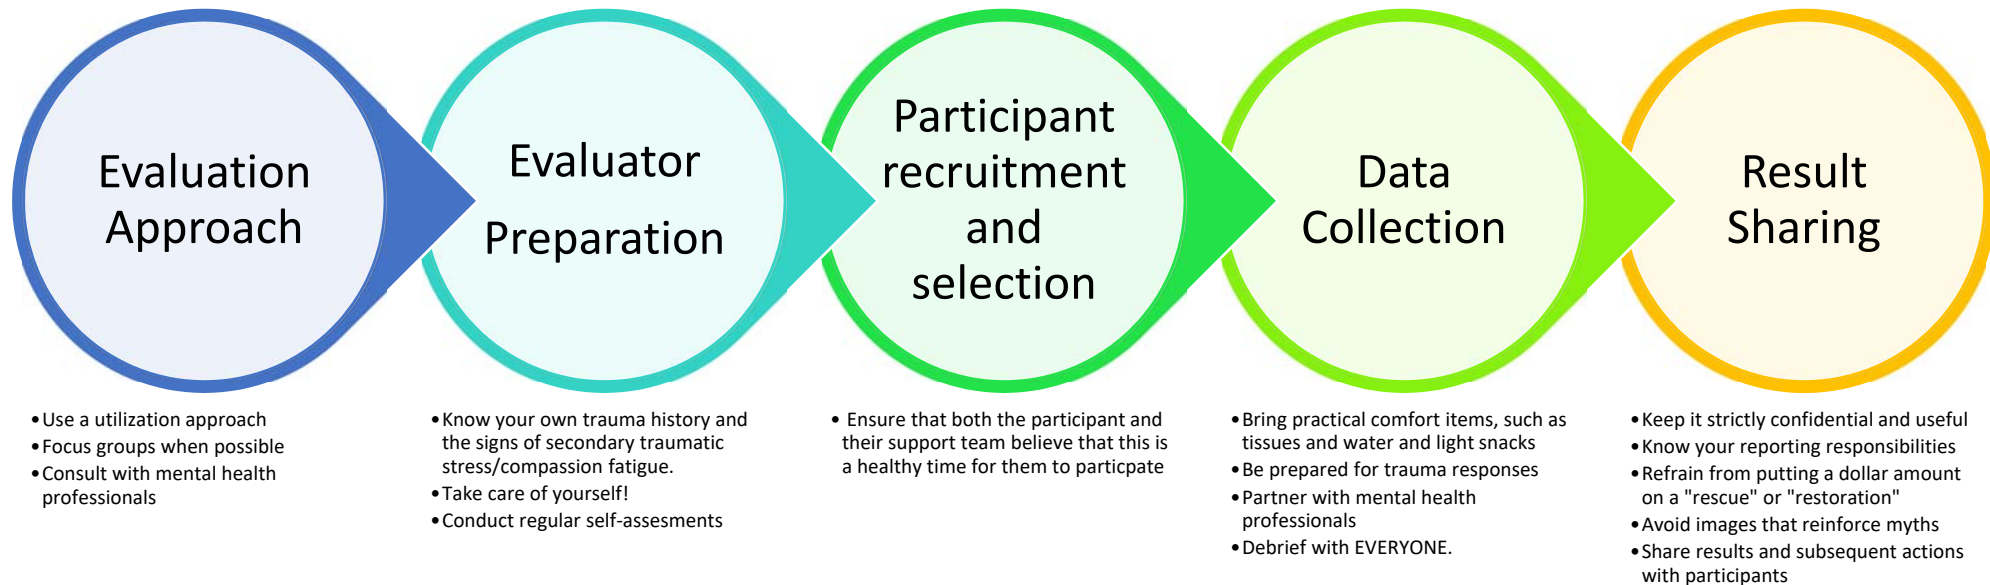 Evaluation
Approach
•Use a utilization approach
•Focus groups when possible
•Consult with mental health
professionals
Evaluator
Preparation
•Know your own trauma history and
the signs of secondary traumatic
stress/compassion fatigue.
•Take care of yourself!
•Conduct regular self-assesments
Participant
recruitment
and
selection
• Ensure that both the participant and
their support team believe that this is
a healthy time for them to particpate
Data
Collection
•Bring practical comfort items, such as
tissues and water and light snacks
•Be prepared for trauma responses
•Partner with mental health
professionals
•Debrief with EVERYONE.
Result
Sharing
•Keep it strictly confidential and useful
•Know your reporting responsibilities
•Refrain from putting a dollar amount
on a "rescue" or "restoration"
•Avoid images that reinforce myths
•Share results and subsequent actions
with participants